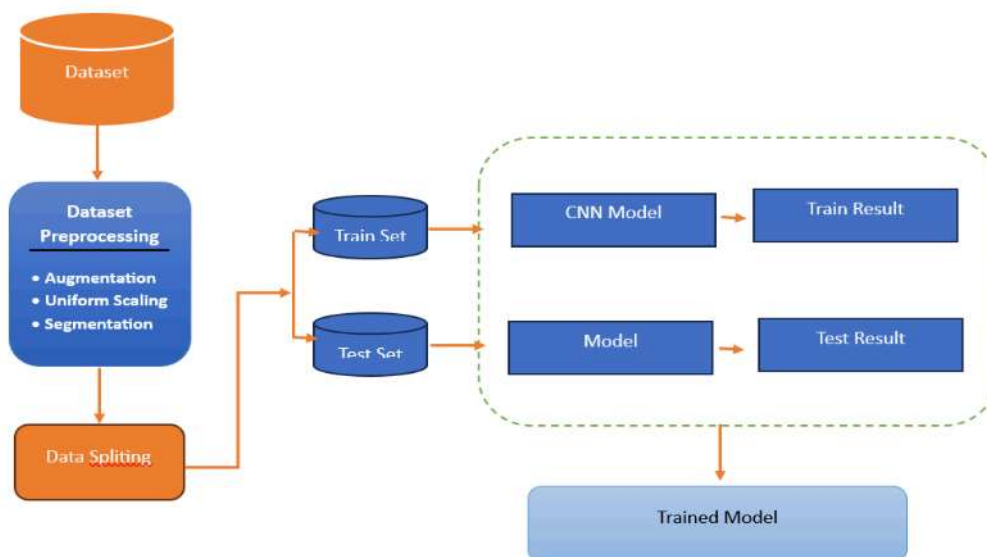 Dataset
Dataset
Preprocessing
• Augmentation
• Uniform Scaling
• Segmentation
Data Spliting
Train Set
Test Set
CNN Model
Train Result
Model
Test Result
Trained Model